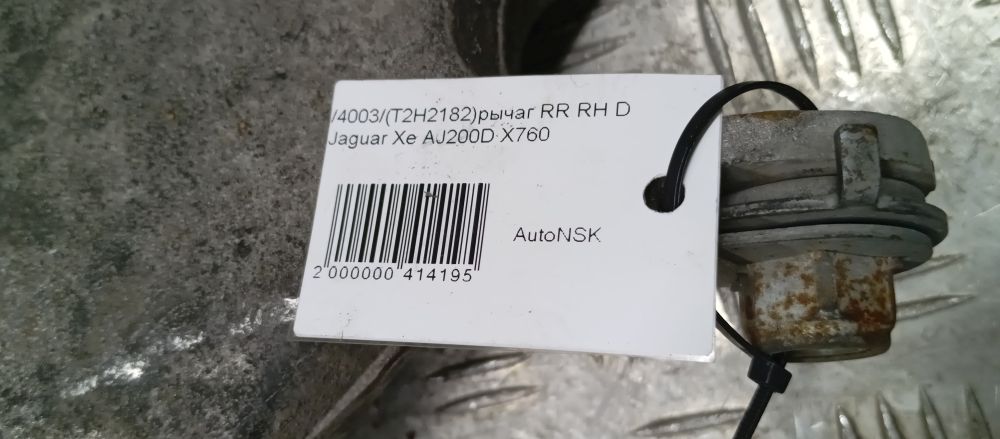 /4003/(T2H2182)рычаг RR RH D
Jaguar Xe AJ200D X760
AutoNSK
2 000000 414195